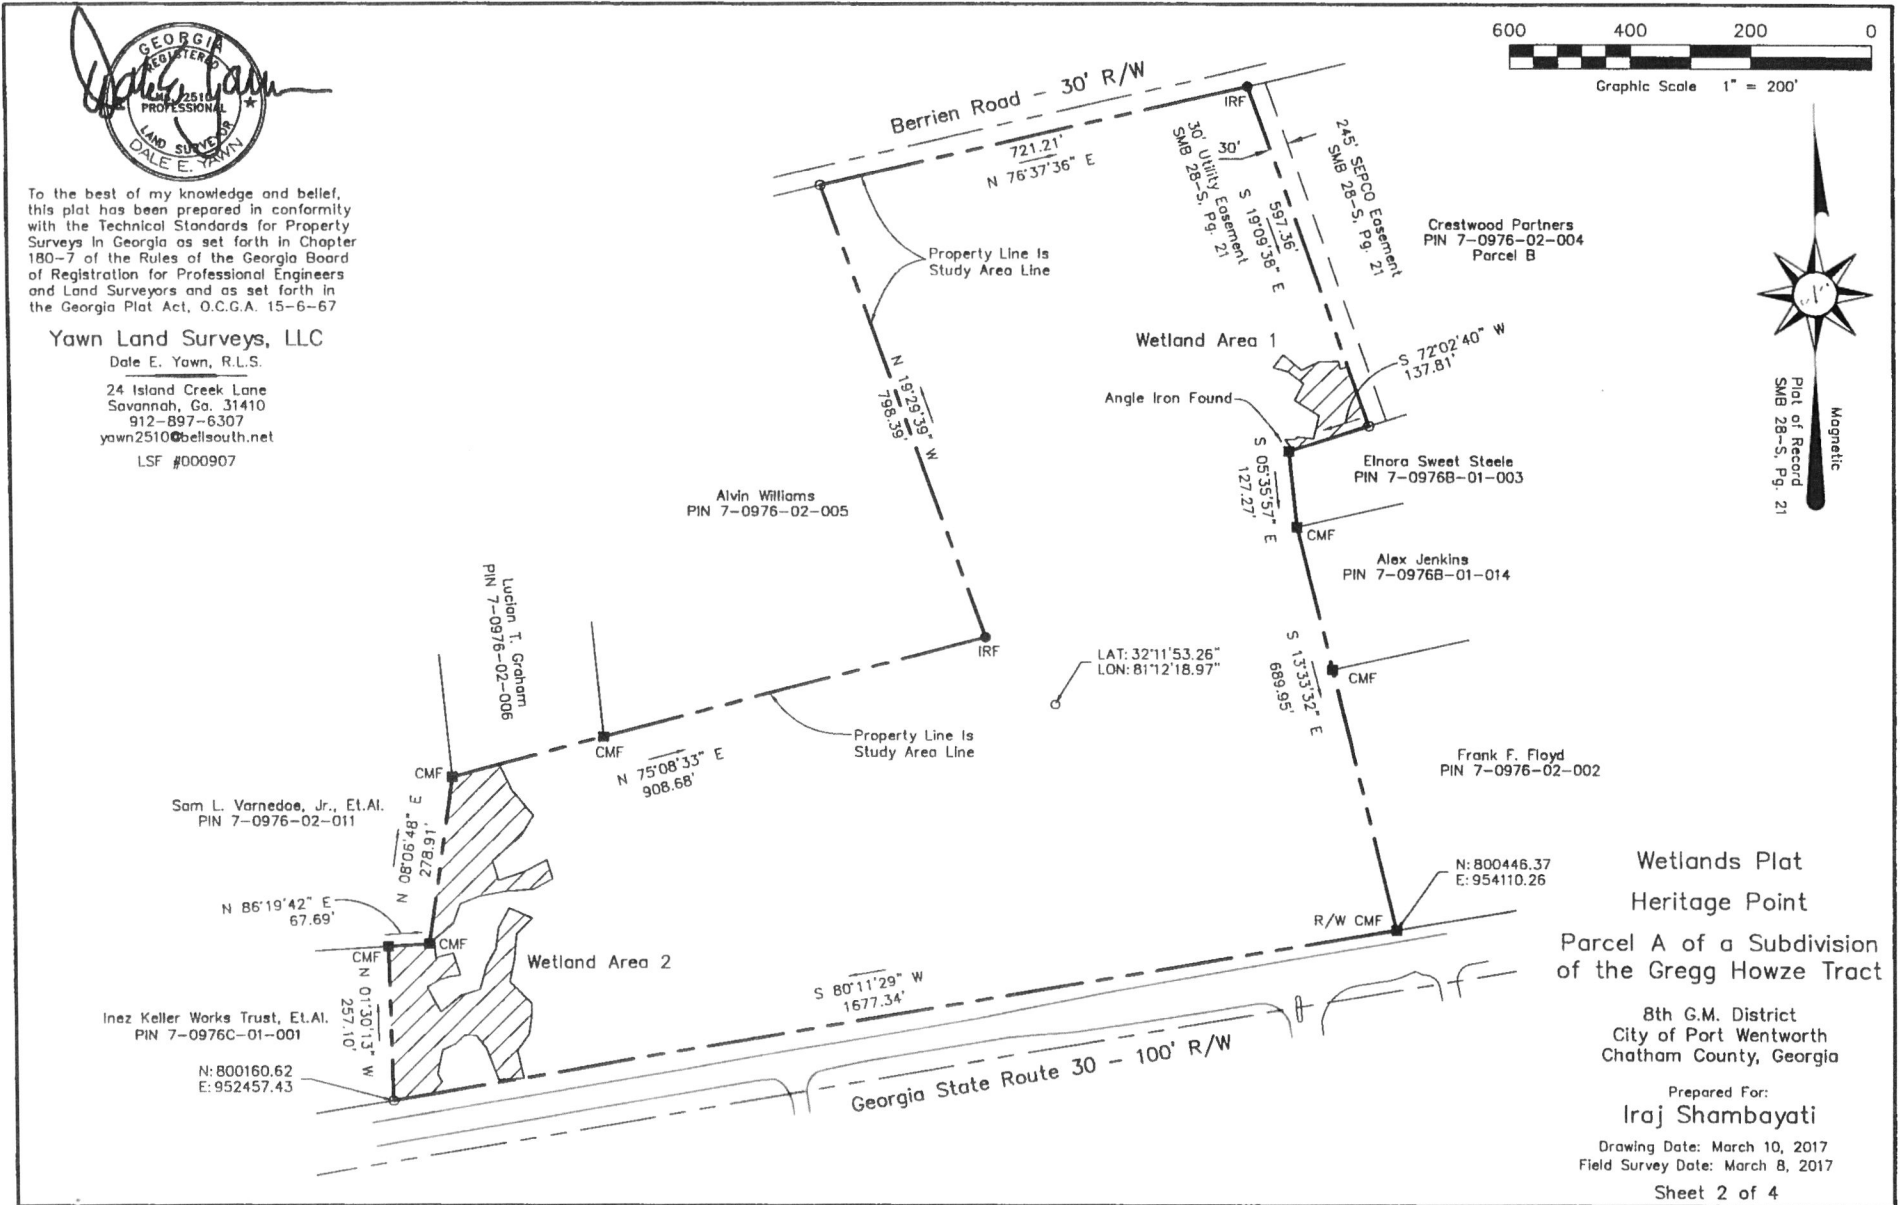 GEORGIA
REGISTERED
2510
PROFESSIONAL
LAND SURVEYOR
DALE E. YAWN
To the best of my knowledge and belief,
this plat has been prepared in conformity
with the Technical Standards for Property
Surveys in Georgia as set forth in Chapter
180-7 of the Rules of the Georgia Board
of Registration for Professional Engineers
and Land Surveyors and as set forth in
the Georgia Plat Act, O.C.G.A. 15-6-67
Yawn Land Surveys, LLC
Dale E. Yawn, R.L.S.
24 Island Creek Lane
Savannah, Ga. 31410
912-897-6307
yawn2510@bellsouth.net
LSF #000907
600 400 200 0
Graphic Scale 1" = 200'
Berrien Road - 30' R/W
721.21'
N 76°37'36" E
IRF
30'
30' Utility Easement
SMB 28-S, Pg. 21
S 19°09'38" E
597.36'
245' SEPCO Easement
SMB 28-S, Pg. 21
Crestwood Partners
PIN 7-0976-02-004
Parcel B
Property Line Is
Study Area Line
N 19°29'39" W
798.39'
Wetland Area 1
S 72°02'40" W
137.81'
Angle Iron Found
S 05°35'57" E
127.27'
Elnora Sweet Steele
PIN 7-0976B-01-003
CMF
Alex Jenkins
PIN 7-0976B-01-014
Magnetic
Plat of Record
SMB 28-S, Pg. 21
Alvin Williams
PIN 7-0976-02-005
Lucian T. Graham
PIN 7-0976-02-006
IRF
LAT: 32°11'53.26"
LON: 81°12'18.97"
S 13°33'32" E
689.95'
CMF
CMF
N 75°08'33" E
908.68'
Property Line Is
Study Area Line
Frank F. Floyd
PIN 7-0976-02-002
CMF
Sam L. Varnedoe, Jr., Et.Al.
PIN 7-0976-02-011
N 08°06'48" E
278.91'
N 86°19'42" E
67.69'
CMF
CMF
Wetland Area 2
N 01°30'13" W
257.10'
Inez Keller Works Trust, Et.Al.
PIN 7-0976C-01-001
N: 800160.62
E: 952457.43
S 80°11'29" W
1677.34'
R/W CMF
N: 800446.37
E: 954110.26
Georgia State Route 30 - 100' R/W
Wetlands Plat
Heritage Point
Parcel A of a Subdivision
of the Gregg Howze Tract
8th G.M. District
City of Port Wentworth
Chatham County, Georgia
Prepared For:
Iraj Shambayati
Drawing Date: March 10, 2017
Field Survey Date: March 8, 2017
Sheet 2 of 4